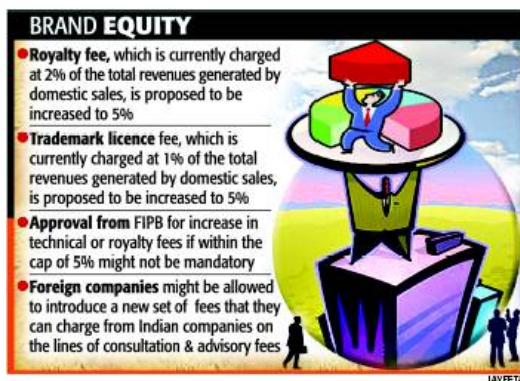 BRAND EQUITY
Royalty fee, which is currently charged
at 2% of the total revenues generated by
domestic sales, is proposed to be
increased to 5%
Trademark licence fee, which is
currently charged at 1% of the total
revenues generated by domestic sales,
is proposed to be increased to 5%
Approval from FIPB for increase in
technical or royalty fees if within the
cap of 5% might not be mandatory
Foreign companies might be allowed
to introduce a new set of fees that they
can charge from Indian companies on
the lines of consultation & advisory fees